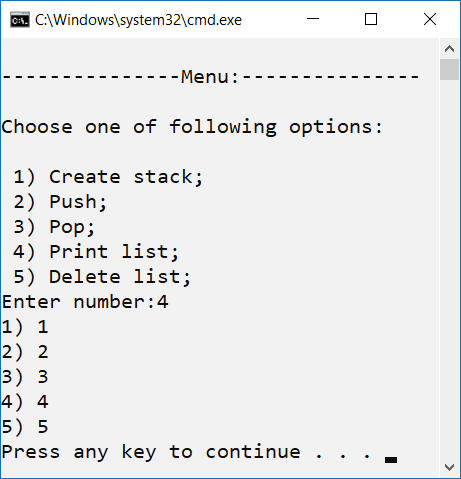 C:\Windows\system32\cmd.exe
---------------Menu:---------------
Choose one of following options:
1) Create stack;
2) Push;
3) Pop;
4) Print list;
5) Delete list;
Enter number:4
1) 1
2) 2
3) 3
4) 4
5) 5
Press any key to continue . . .